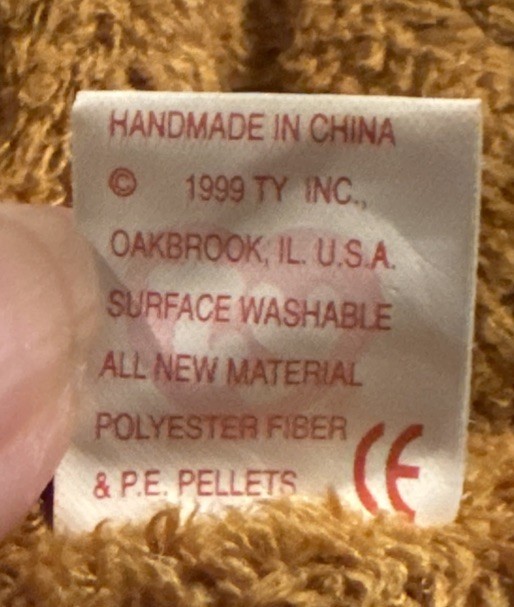 HANDMADE IN CHINA
© 1999 TY INC.,
OAKBROOK, IL. U.S.A.
SURFACE WASHABLE
ALL NEW MATERIAL
POLYESTER FIBER
& P.E. PELLETS
CE